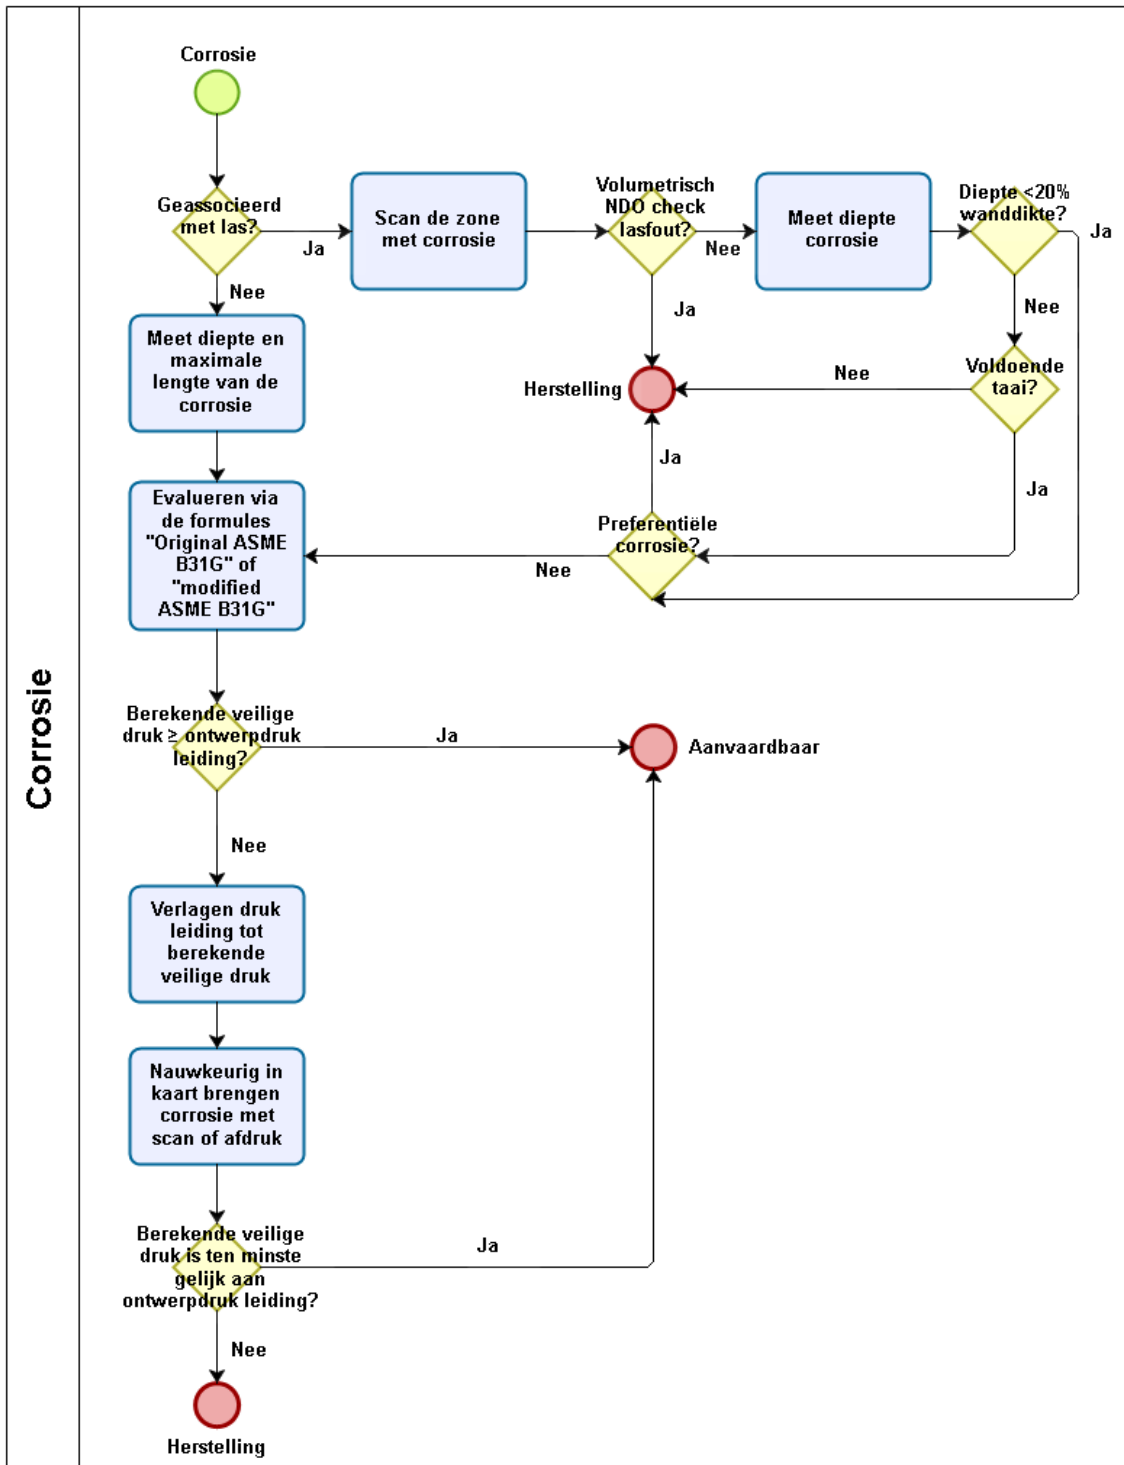 Corrosie
Corrosie
Geassocieerd
met las?
Ja
Scan de zone
met corrosie
Volumetrisch
NDO check
lasfout?
Nee
Meet diepte
corrosie
Diepte <20%
wanddikte?
Ja
Nee
Meet diepte en
maximale
lengte van de
corrosie
Ja
Nee
Herstelling
Nee
Voldoende
taai?
Ja
Ja
Evalueren via
de formules
"Original ASME
B31G" of
"modified
ASME B31G"
Preferentiële
corrosie?
Nee
Berekende veilige
druk ≥ ontwerpdruk
leiding?
Ja
Aanvaardbaar
Nee
Verlagen druk
leiding tot
berekende
veilige druk
Nauwkeurig in
kaart brengen
corrosie met
scan of afdruk
Berekende veilige
druk is ten minste
gelijk aan
ontwerpdruk leiding?
Ja
Nee
Herstelling